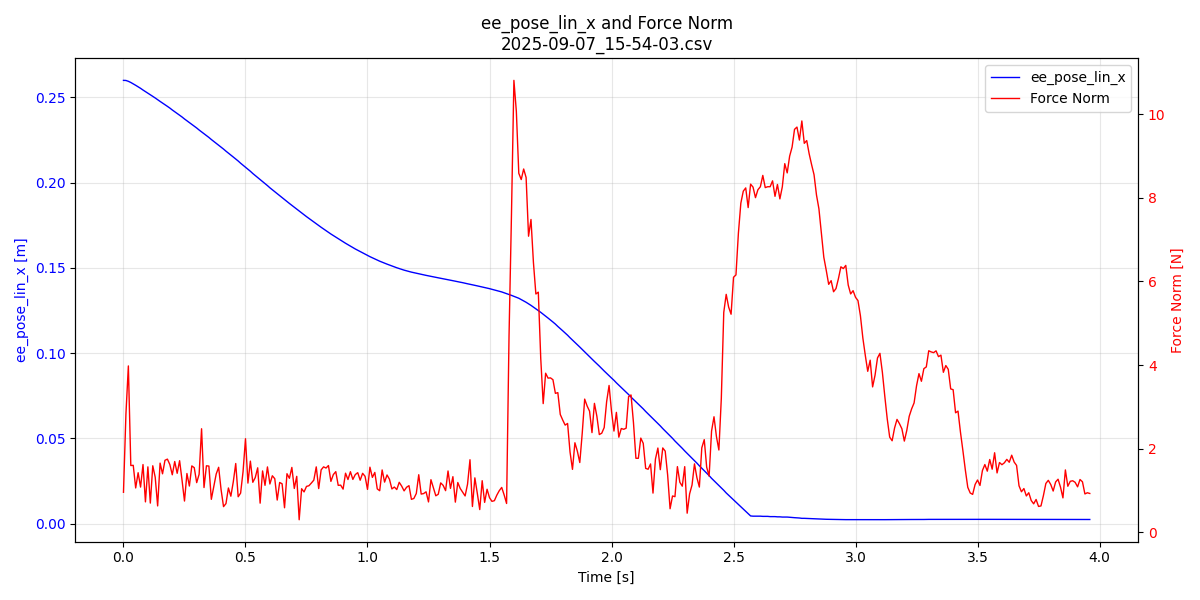 ee_pose_lin_x and Force Norm
2025-09-07_15-54-03.csv
ee_pose_lin_x
Force Norm
ee_pose_lin_x [m]
0.25
0.20
0.15
0.10
0.05
0.00
10
8
6
4
2
0
Force Norm [N]
0.0 0.5 1.0 1.5 2.0 2.5 3.0 3.5 4.0
Time [s]